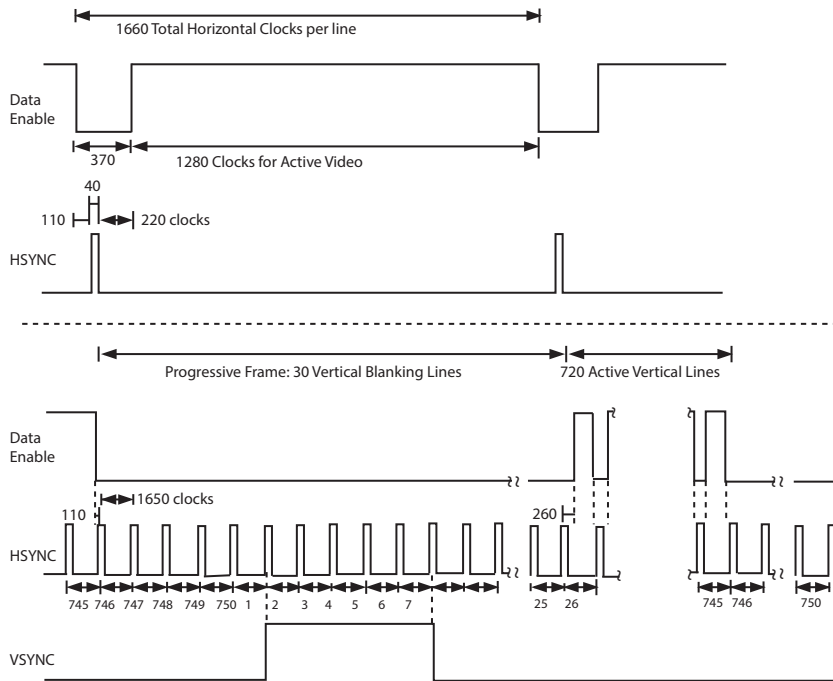 1660 Total Horizontal Clocks per line
Data
Enable
370
1280 Clocks for Active Video
40
110
220 clocks
HSYNC
Progressive Frame: 30 Vertical Blanking Lines
720 Active Vertical Lines
Data
Enable
1650 clocks
110
260
HSYNC
745 746 747 748 749 750 1 2 3 4 5 6 7 25 26 745 746 750
VSYNC